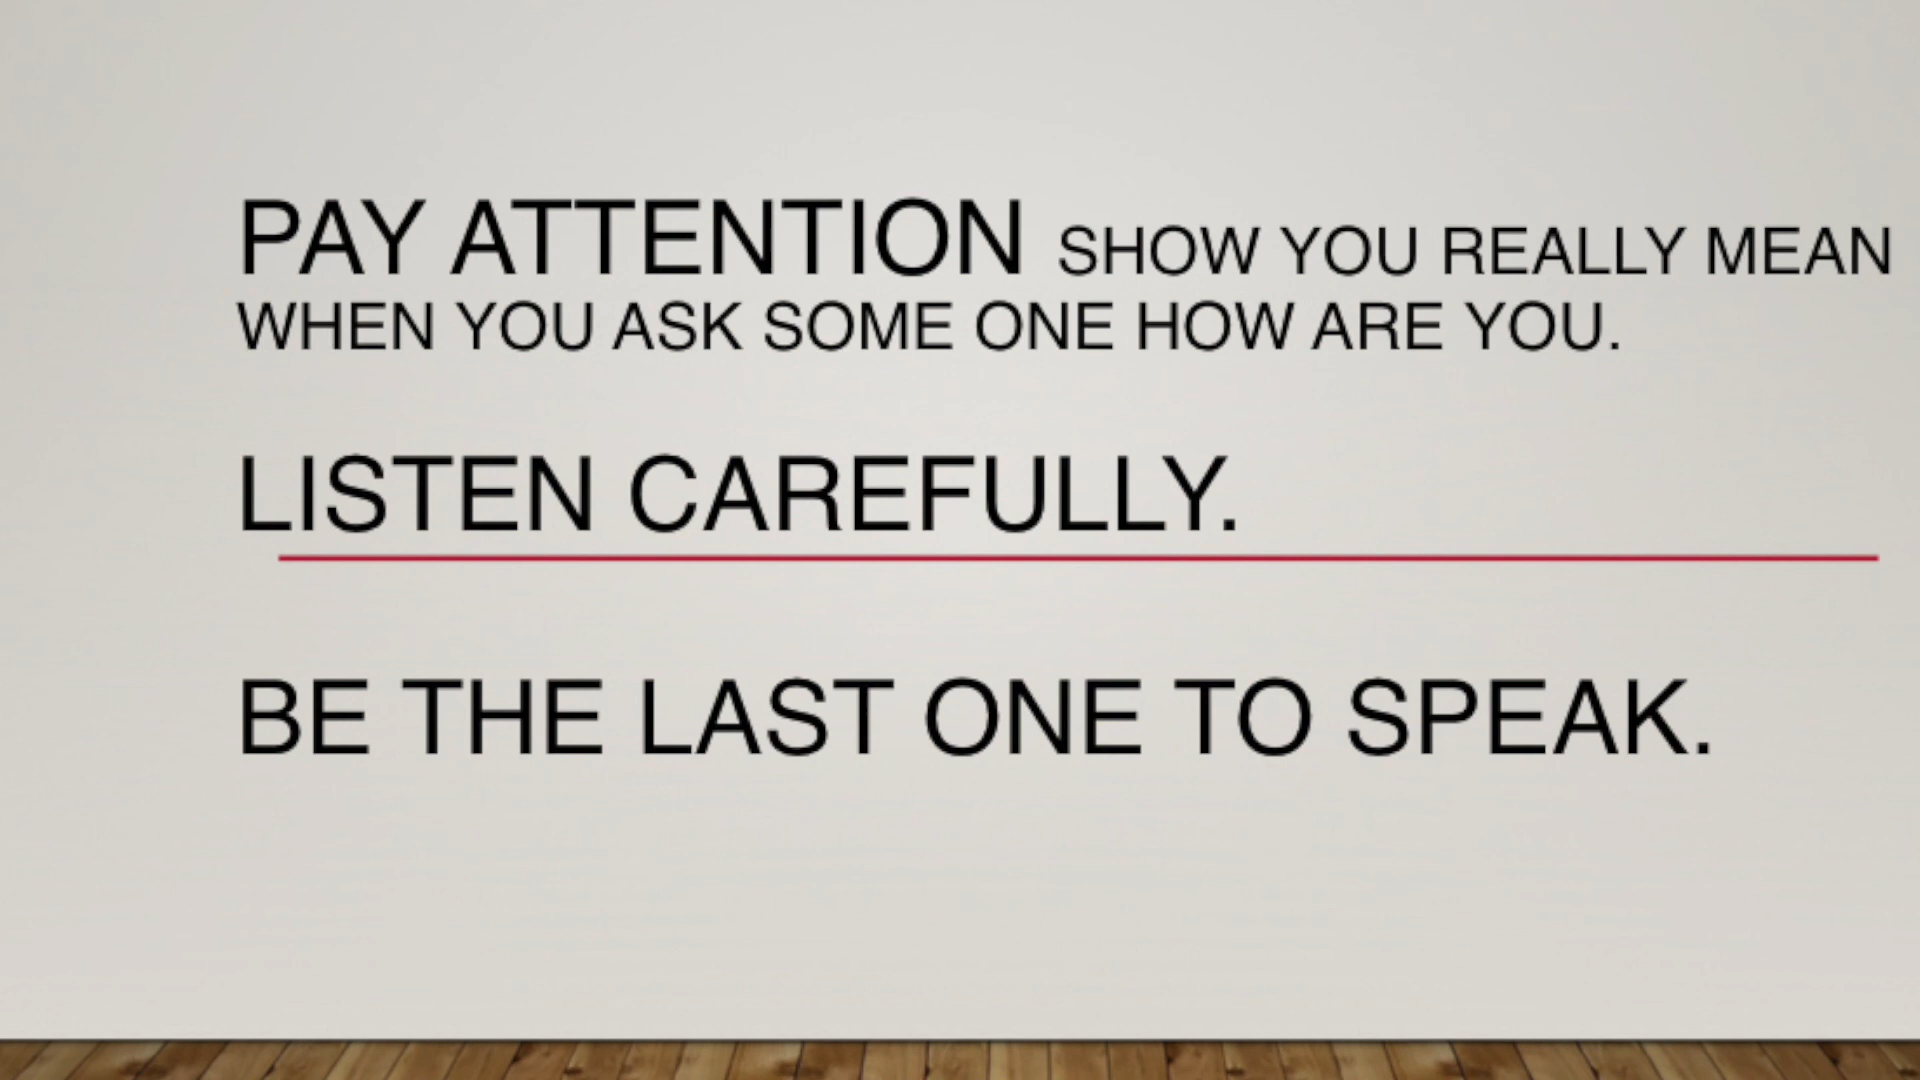 PAY ATTENTION SHOW YOU REALLY MEAN
WHEN YOU ASK SOME ONE HOW ARE YOU.
LISTEN CAREFULLY.
BE THE LAST ONE TO SPEAK.